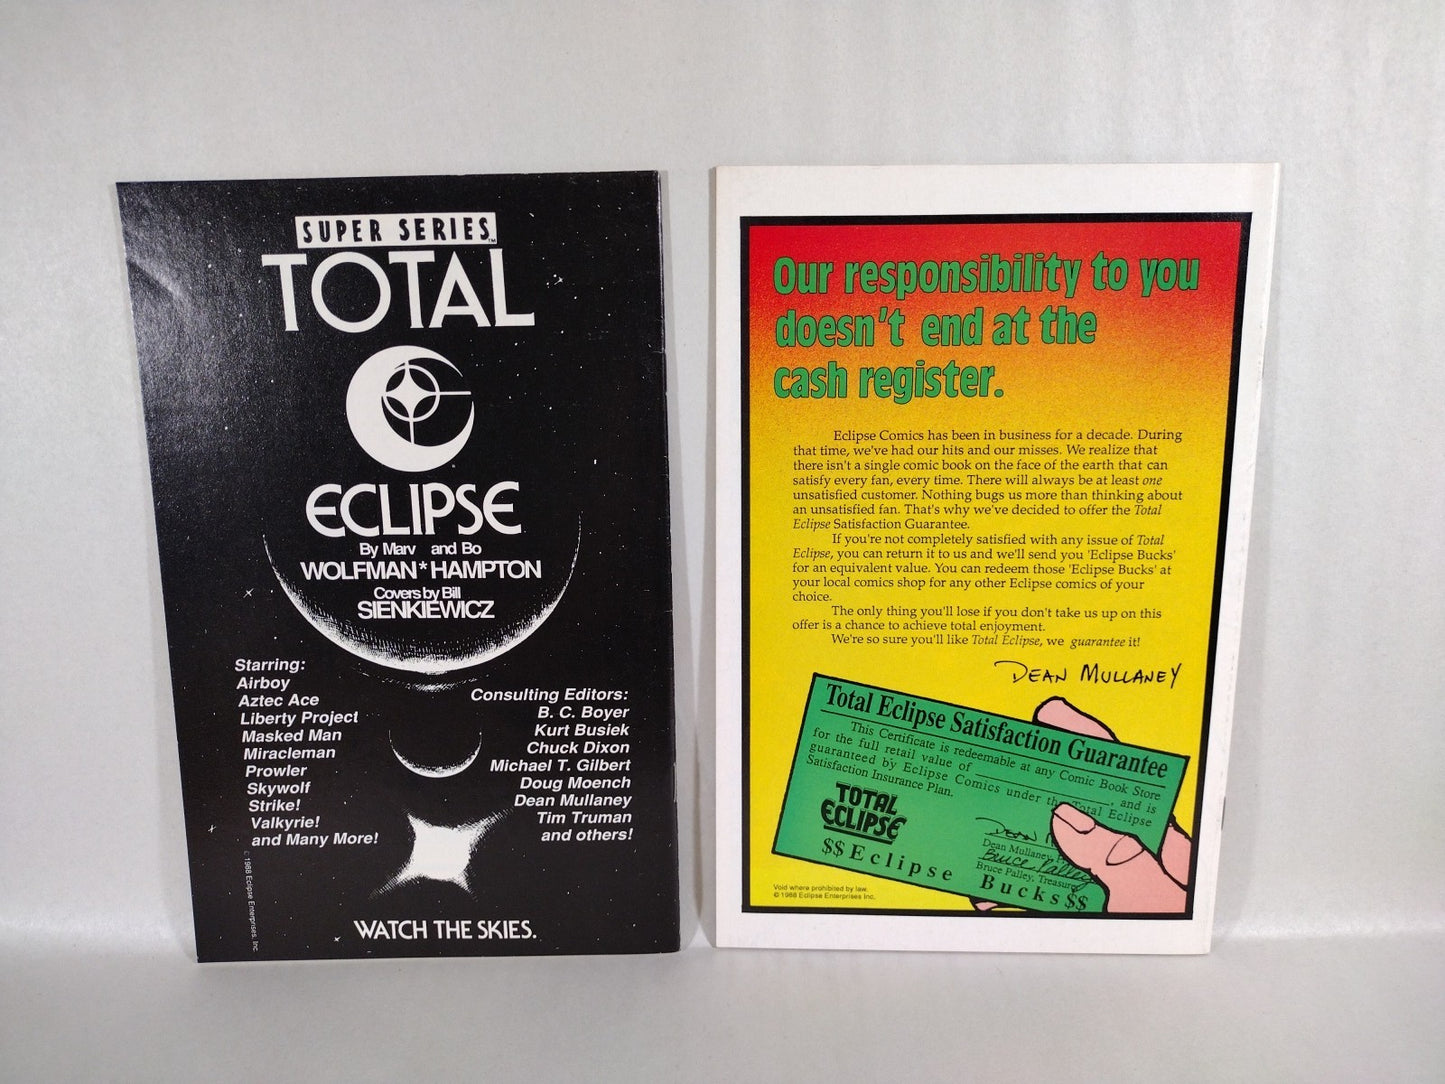 SUPER SERIES™
TOTAL
ECLIPSE
By Marv and Bo
WOLFMAN*HAMPTON
Covers by Bill
SIENKIEWICZ
Starring:
Airboy
Aztec Ace
Liberty Project
Masked Man
Miracleman
Prowler
Skywolf
Strike!
Valkyrie!
and Many More!
Consulting Editors:
B. C. Boyer
Kurt Busiek
Chuck Dixon
Michael T. Gilbert
Doug Moench
Dean Mullaney
Tim Truman
and others!
© 1988 Eclipse Enterprises, Inc.
WATCH THE SKIES.
Our responsibility to you
doesn't end at the
cash register.
Eclipse Comics has been in business for a decade. During
that time, we've had our hits and our misses. We realize that
there isn't a single comic book on the face of the earth that can
satisfy every fan, every time. There will always be at least one
unsatisfied customer. Nothing bugs us more than thinking about
an unsatisfied fan. That's why we've decided to offer the Total
Eclipse Satisfaction Guarantee.
If you're not completely satisfied with any issue of Total
Eclipse, you can return it to us and we'll send you 'Eclipse Bucks'
for an equivalent value. You can redeem those 'Eclipse Bucks' at
your local comics shop for any other Eclipse comics of your
choice.
The only thing you'll lose if you don't take us up on this
offer is a chance to achieve total enjoyment.
We're so sure you'll like Total Eclipse, we guarantee it!
DEAN MULLANEY
Total Eclipse Satisfaction Guarantee
This Certificate is redeemable at any Comic Book Store
for the full retail value of ____________, and is
guaranteed by Eclipse Comics under the Total Eclipse
Satisfaction Insurance Plan.
TOTAL
ECLIPSE
DEAN M
Dean Mullaney, P
Bruce Palley
Bruce Palley, Treasurer
$$ Eclipse Bucks $$
Void where prohibited by law.
© 1988 Eclipse Enterprises Inc.